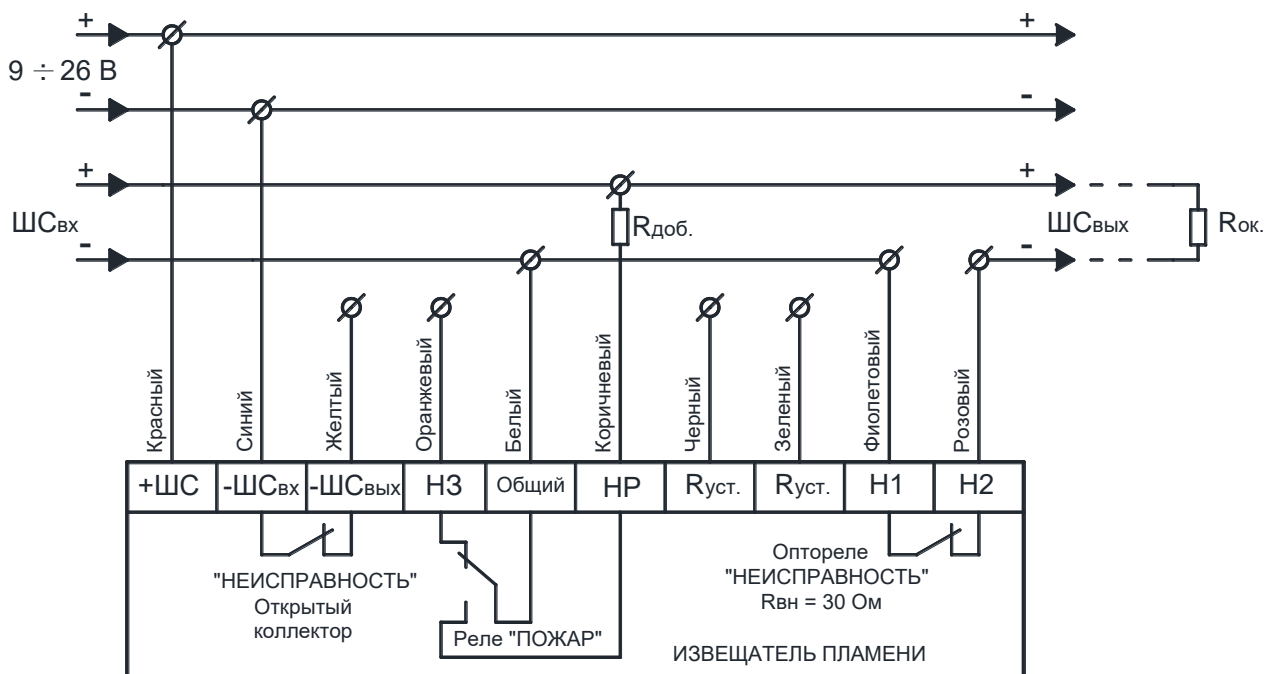 + +
9 ÷ 26 В
- -
+ +
ШСвх Rдоб. ШСвых Rок.
- -
Красный
Синий
Желтый
Оранжевый
Белый
Коричневый
Черный
Зеленый
Фиолетовый
Розовый
+ШС -ШСвх -ШСвых НЗ Общий НР Rуст. Rуст. Н1 Н2
"НЕИСПРАВНОСТЬ"
Открытый
коллектор
Реле "ПОЖАР"
Оптореле
"НЕИСПРАВНОСТЬ"
Rвн = 30 Ом
ИЗВЕЩАТЕЛЬ ПЛАМЕНИ